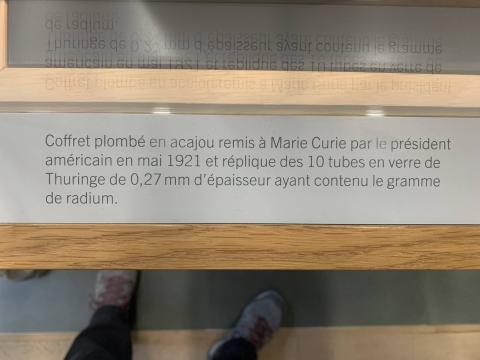 Coffret plombé en acajou remis à Marie Curie par le président
américain en mai 1921 et réplique des 10 tubes en verre de
Thuringe de 0,27 mm d'épaisseur ayant contenu le gramme
de radium.